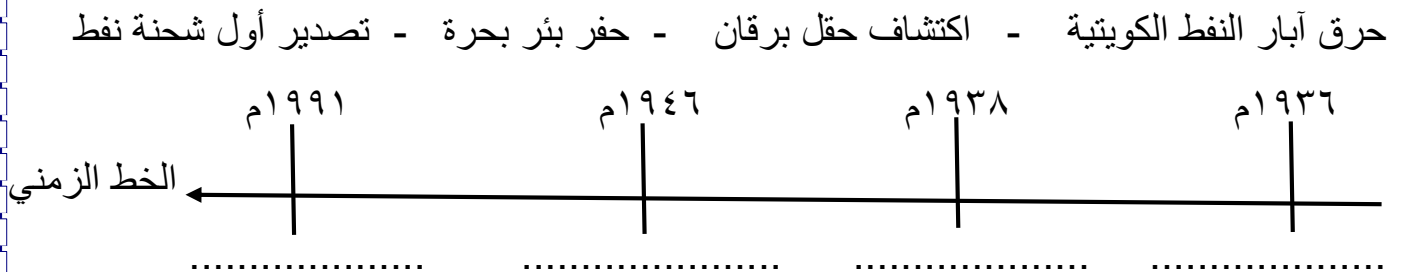 حرق آبار النفط الكويتية - اكتشاف حقل برقان - حفر بئر بحرة - تصدير أول شحنة نفط
١٩٣٦م ١٩٣٨م ١٩٤٦م ١٩٩١م
الخط الزمني
.................... .................... ...................... ....................